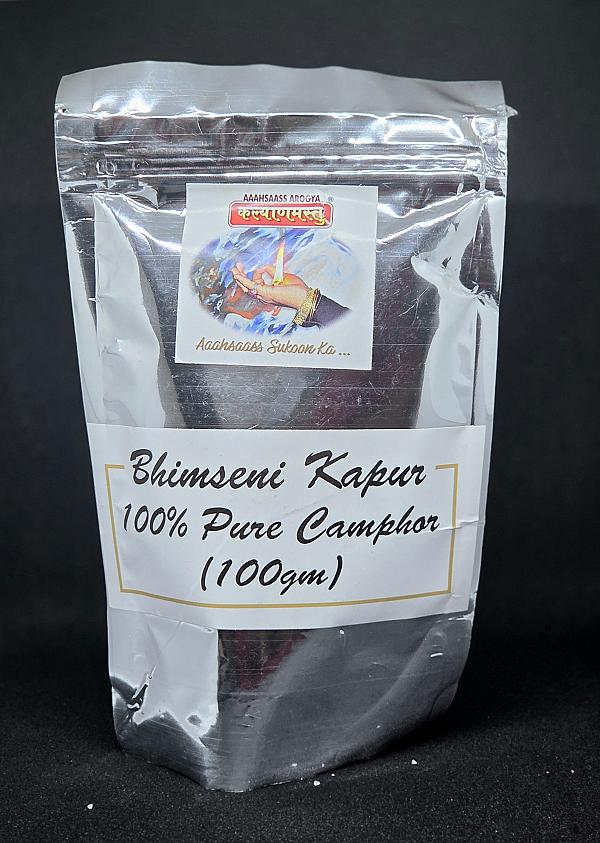 AAAHSAASS AROGYA
कल्याणमस्तु ®
Aaahsaass Sukoon Ka ...
Bhimseni Kapur
100% Pure Camphor
(100gm)